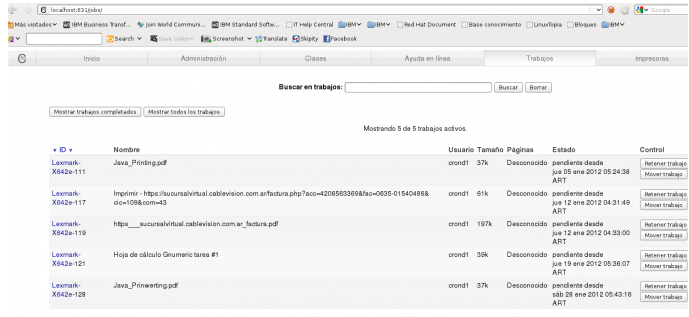 localhost:631/jobs/
Google
Más visitados IBM Business Transf... Join World Communi... IBM Standard Softw... IT Help Central IBM IBM Red Hat Document Base conocimiento LinuxTopia Bloques IBM
Search Save Video Screenshot Translate Skipity Facebook
Inicio Administración Clases Ayuda en línea Trabajos Impresoras
Buscar en trabajos: Buscar Borrar
Mostrar trabajos completados Mostrar todos los trabajos
Mostrando 5 de 5 trabajos activos.
ID Nombre Usuario Tamaño Páginas Estado Control
Lexmark- Java_Printing.pdf crond1 37k Desconocido pendiente desde Retener trabajo
X642e-111 jue 05 ene 2012 05:24:38 Mover trabajo
ART
Lexmark- Imprimir - https://sucursalvirtual.cablevision.com.ar/factura.php?acc=4206563369&fac=0635-01540486& crond1 61k Desconocido pendiente desde Retener trabajo
X642e-117 cic=109&com=43 jue 12 ene 2012 04:31:49 Mover trabajo
ART
Lexmark- https___sucursalvirtual.cablevision.com.ar_factura.pdf crond1 197k Desconocido pendiente desde Retener trabajo
X642e-119 jue 12 ene 2012 04:33:00 Mover trabajo
ART
Lexmark- Hoja de cálculo Gnumeric tarea #1 crond1 39k Desconocido pendiente desde Retener trabajo
X642e-121 jue 19 ene 2012 05:36:07 Mover trabajo
ART
Lexmark- Java_Prinwerting.pdf crond1 37k Desconocido pendiente desde Retener trabajo
X642e-128 sáb 28 ene 2012 05:43:16 Mover trabajo
ART